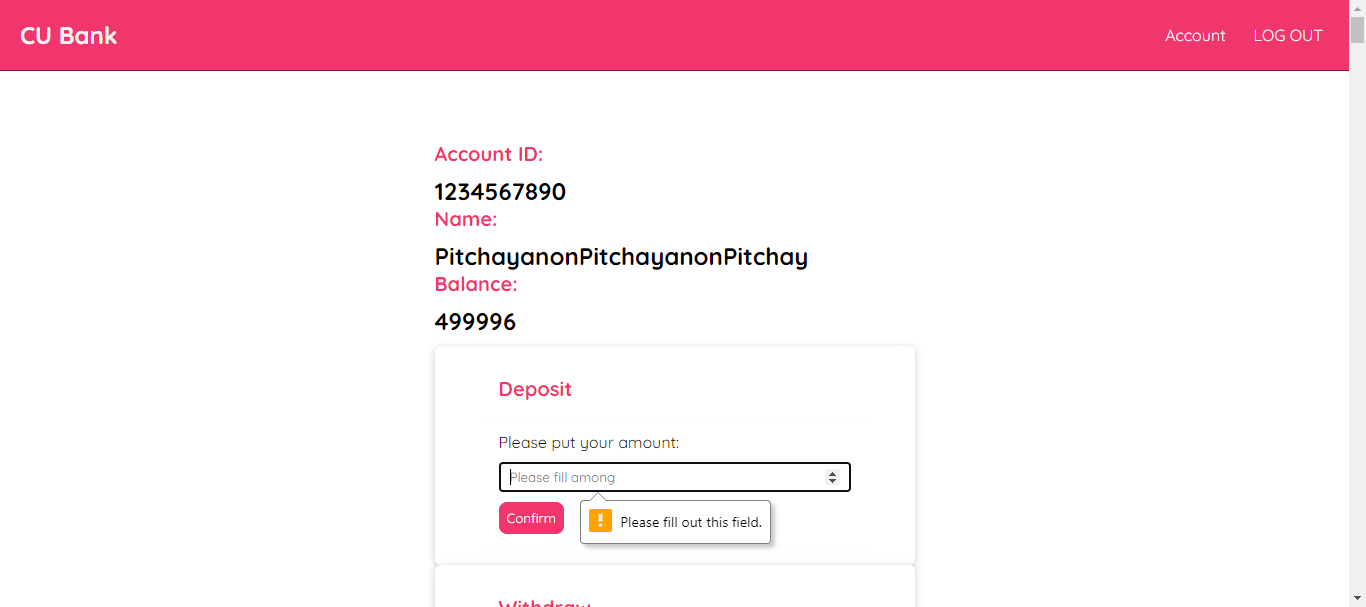 CU Bank
Account LOG OUT
Account ID:
1234567890
Name:
PitchayanonPitchayanonPitchay
Balance:
499996
Deposit
Please put your amount:
Please fill among
Confirm
Please fill out this field.
Withdraw